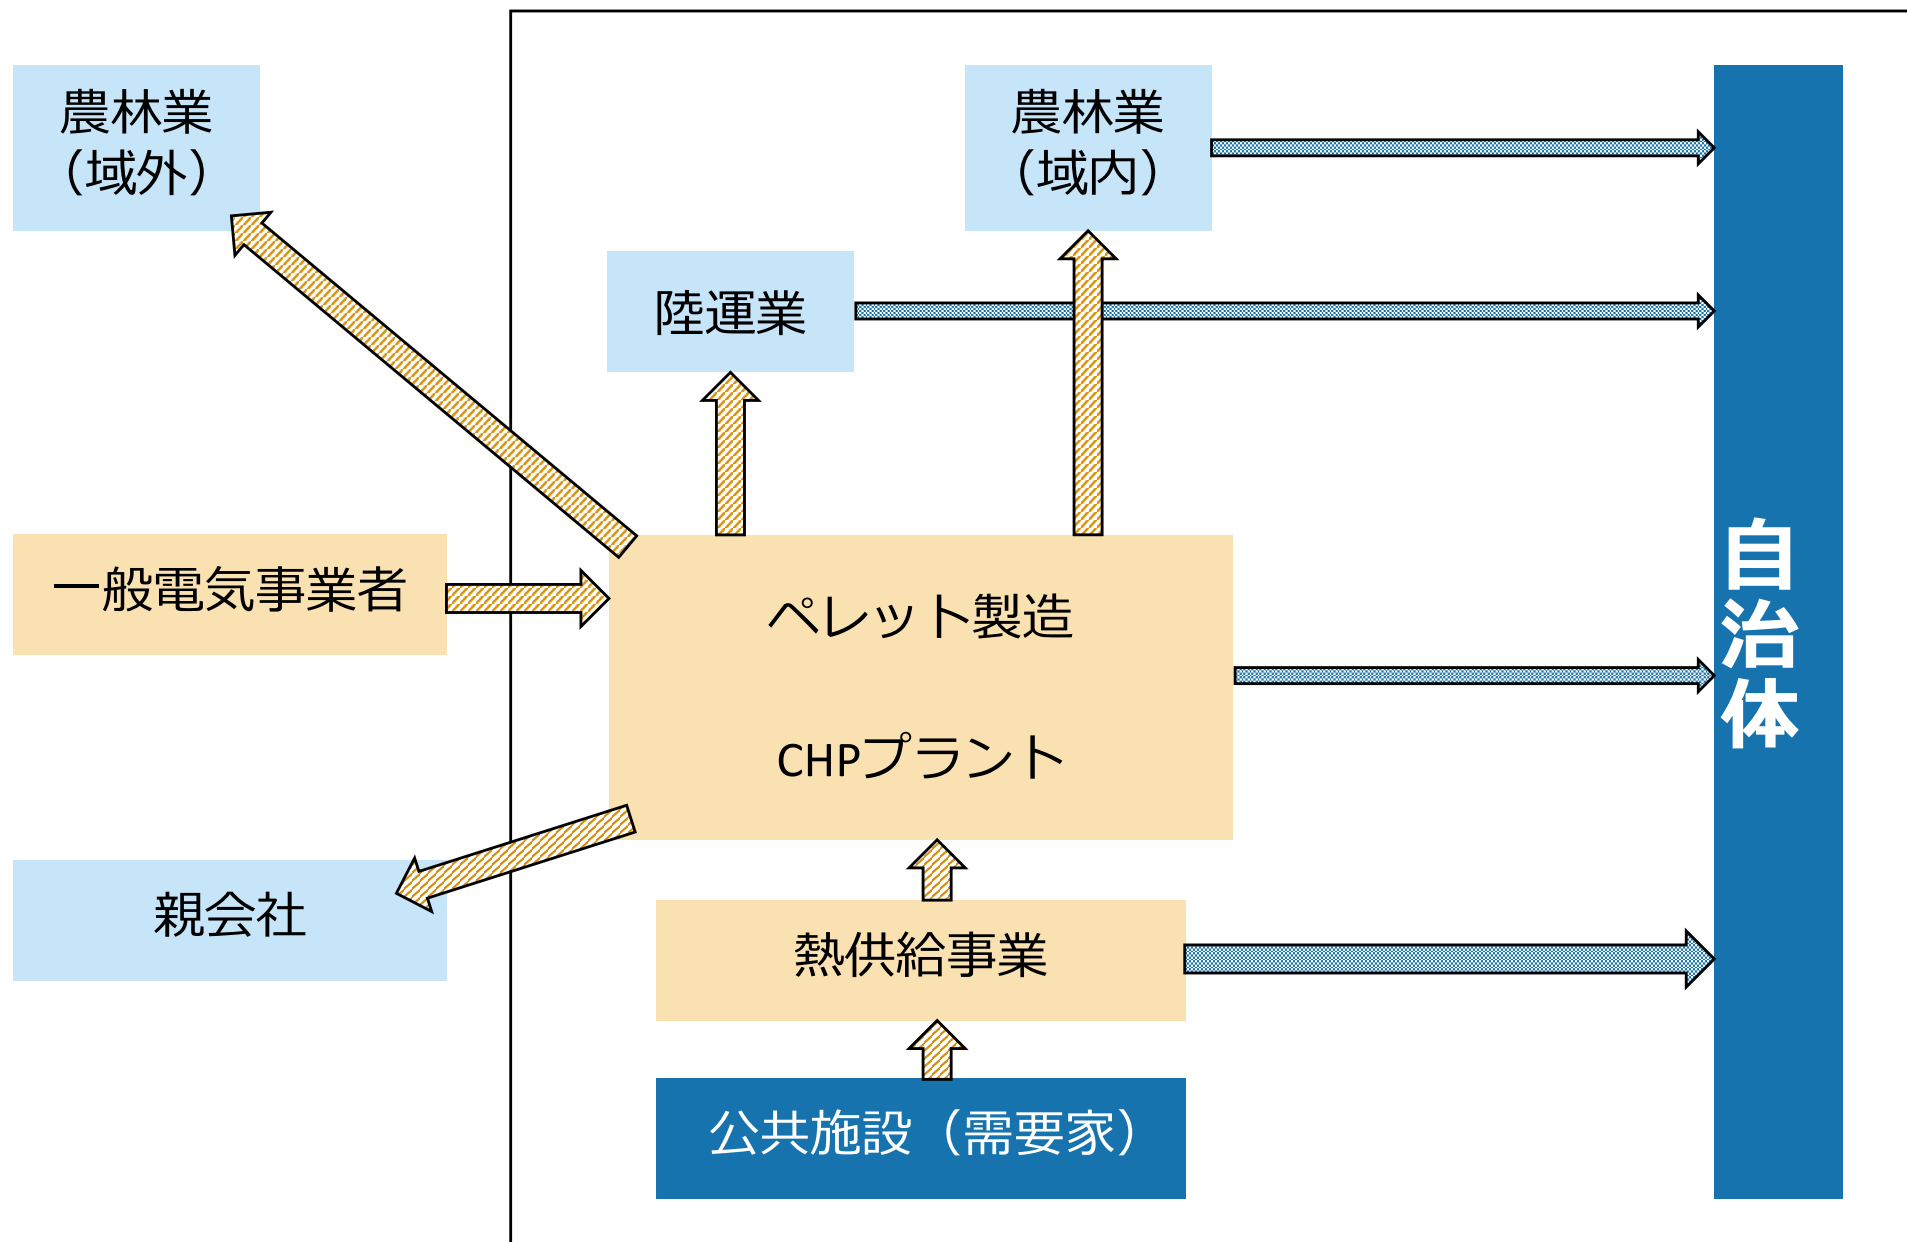 農林業
（域外）
農林業
（域内）
陸運業
一般電気事業者
ペレット製造
CHPプラント
自治体
親会社
熱供給事業
公共施設（需要家）